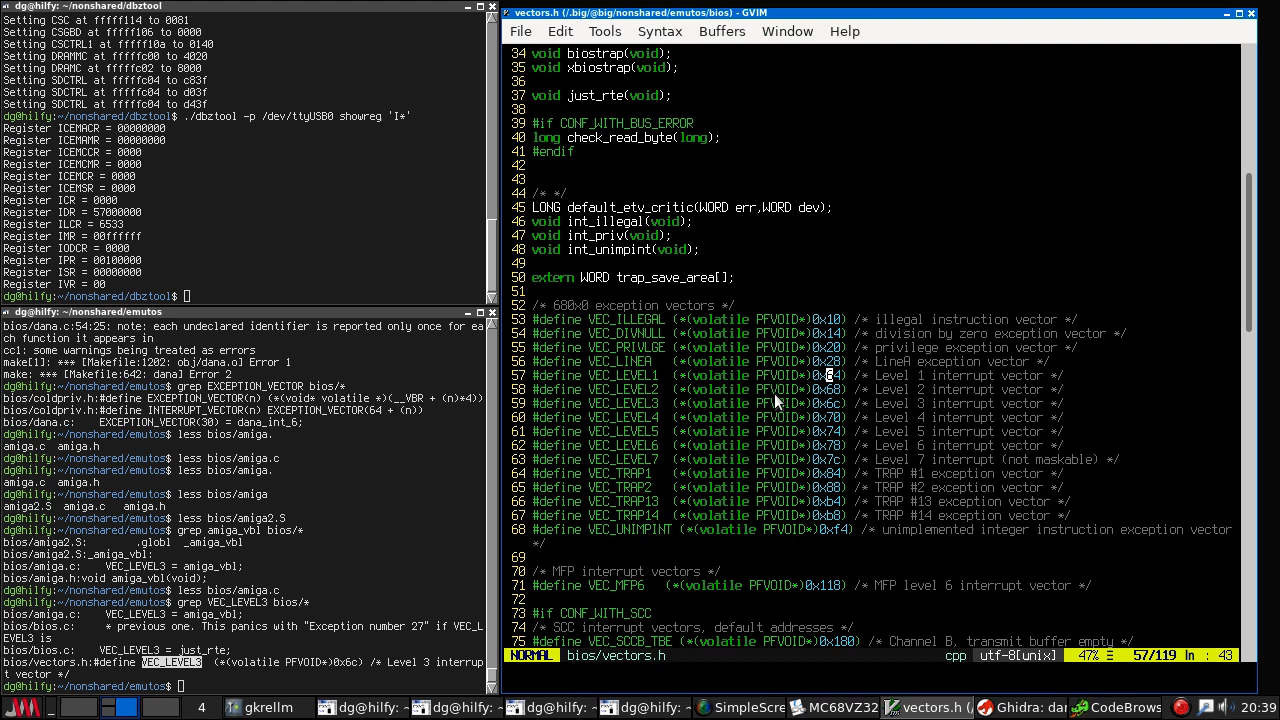 dg@hilfy:~/nonshared/dbztool
Setting CSC at fffff114 to 0081
Setting CSGBD at fffff106 to 0000
Setting CSCTRL1 at fffff10a to 0140
Setting DRAMMC at fffffc00 to 4020
Setting DRAMC at fffffc02 to 8000
Setting SDCTRL at fffffc04 to c83f
Setting SDCTRL at fffffc04 to d03f
Setting SDCTRL at fffffc04 to d43f
dg@hilfy:~/nonshared/dbztool$ ./dbztool -p /dev/ttyUSB0 showreg 'I*'
Register ICEMACR = 00000000
Register ICEMAMR = 00000000
Register ICEMCCR = 0000
Register ICEMCMR = 0000
Register ICEMCR = 0000
Register ICEMSR = 0000
Register ICR = 0000
Register IDR = 57000000
Register ILCR = 6533
Register IMR = 00ffffff
Register IODCR = 0000
Register IPR = 00100000
Register ISR = 00000000
Register IVR = 00
dg@hilfy:~/nonshared/dbztool$
dg@hilfy:~/nonshared/emutos
bios/dana.c:54:25: note: each undeclared identifier is reported only once for ea
ch function it appears in
cc1: some warnings being treated as errors
make[1]: *** [Makefile:1202: obj/dana.o] Error 1
make: *** [Makefile:642: dana] Error 2
dg@hilfy:~/nonshared/emutos$ grep EXCEPTION_VECTOR bios/*
bios/coldpriv.h:#define EXCEPTION_VECTOR(n) *(void* volatile *)(__VBR + (n)*4))
bios/coldpriv.h:#define INTERRUPT_VECTOR(n) EXCEPTION_VECTOR(64 + (n))
bios/dana.c:    EXCEPTION_VECTOR(30) = dana_int_6;
dg@hilfy:~/nonshared/emutos$ less bios/amiga.
amiga.c  amiga.h
dg@hilfy:~/nonshared/emutos$ less bios/amiga.c
dg@hilfy:~/nonshared/emutos$ less bios/amiga.
amiga.c  amiga.h
dg@hilfy:~/nonshared/emutos$ less bios/amiga
amiga2.S  amiga.c  amiga.h
dg@hilfy:~/nonshared/emutos$ less bios/amiga2.S
dg@hilfy:~/nonshared/emutos$ grep amiga_vbl bios/*
bios/amiga2.S:        .globl  _amiga_vbl
bios/amiga2.S:_amiga_vbl:
bios/amiga.c:    VEC_LEVEL3 = amiga_vbl;
bios/amiga.h:void amiga_vbl(void);
dg@hilfy:~/nonshared/emutos$ less bios/amiga.c
dg@hilfy:~/nonshared/emutos$ grep VEC_LEVEL3 bios/*
bios/amiga.c:    VEC_LEVEL3 = amiga_vbl;
bios/bios.c:     * previous one. This panics with "Exception number 27" if VEC_L
EVEL3 is
bios/bios.c:    VEC_LEVEL3 = just_rte;
bios/vectors.h:#define VEC_LEVEL3  (*(volatile PFVOID*)0x6c) /* Level 3 interrup
t vector */
dg@hilfy:~/nonshared/emutos$
vectors.h (/.big/@big/nonshared/emutos/bios) - GVIM
File Edit Tools Syntax Buffers Window Help
34 void biostrap(void);
35 void xbiostrap(void);
36
37 void just_rte(void);
38
39 #if CONF_WITH_BUS_ERROR
40 long check_read_byte(long);
41 #endif
42
43
44 /* */
45 LONG default_etv_critic(WORD err,WORD dev);
46 void int_illegal(void);
47 void int_priv(void);
48 void int_unimpint(void);
49
50 extern WORD trap_save_area[];
51
52 /* 680x0 exception vectors */
53 #define VEC_ILLEGAL (*(volatile PFVOID*)0x10) /* illegal instruction vector */
54 #define VEC_DIVNULL (*(volatile PFVOID*)0x14) /* division by zero exception vector */
55 #define VEC_PRIVLGE (*(volatile PFVOID*)0x20) /* privilege exception vector */
56 #define VEC_LINEA   (*(volatile PFVOID*)0x28) /* LineA exception vector */
57 #define VEC_LEVEL1  (*(volatile PFVOID*)0x64) /* Level 1 interrupt vector */
58 #define VEC_LEVEL2  (*(volatile PFVOID*)0x68) /* Level 2 interrupt vector */
59 #define VEC_LEVEL3  (*(volatile PFVOID*)0x6c) /* Level 3 interrupt vector */
60 #define VEC_LEVEL4  (*(volatile PFVOID*)0x70) /* Level 4 interrupt vector */
61 #define VEC_LEVEL5  (*(volatile PFVOID*)0x74) /* Level 5 interrupt vector */
62 #define VEC_LEVEL6  (*(volatile PFVOID*)0x78) /* Level 6 interrupt vector */
63 #define VEC_LEVEL7  (*(volatile PFVOID*)0x7c) /* Level 7 interrupt (not maskable) */
64 #define VEC_TRAP1   (*(volatile PFVOID*)0x84) /* TRAP #1 exception vector */
65 #define VEC_TRAP2   (*(volatile PFVOID*)0x88) /* TRAP #2 exception vector */
66 #define VEC_TRAP13  (*(volatile PFVOID*)0xb4) /* TRAP #13 exception vector */
67 #define VEC_TRAP14  (*(volatile PFVOID*)0xb8) /* TRAP #14 exception vector */
68 #define VEC_UNIMPINT (*(volatile PFVOID*)0xf4) /* unimplemented integer instruction exception vector
*/
69
70 /* MFP interrupt vectors */
71 #define VEC_MFP6   (*(volatile PFVOID*)0x118) /* MFP level 6 interrupt vector */
72
73 #if CONF_WITH_SCC
74 /* SCC interrupt vectors, default addresses */
75 #define VEC_SCCB_TBE (*(volatile PFVOID*)0x180) /* Channel B, transmit buffer empty */
NORMAL bios/vectors.h cpp utf-8[unix] 47% ☰ 57/119 ln : 43
4 gkrellm dg@hilfy: ~ dg@hilfy: ~ dg@hilfy: ~ dg@hilfy: ~ SimpleScre MC68VZ32 vectors.h (/ Ghidra: dar CodeBrows 20:39